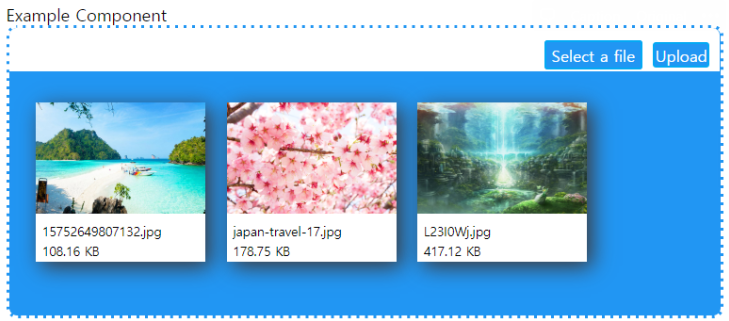 Example Component
Select a file
Upload
15752649807132.jpg
japan-travel-17.jpg
L23I0Wj.jpg
108.16 KB
178.75 KB
417.12 KB